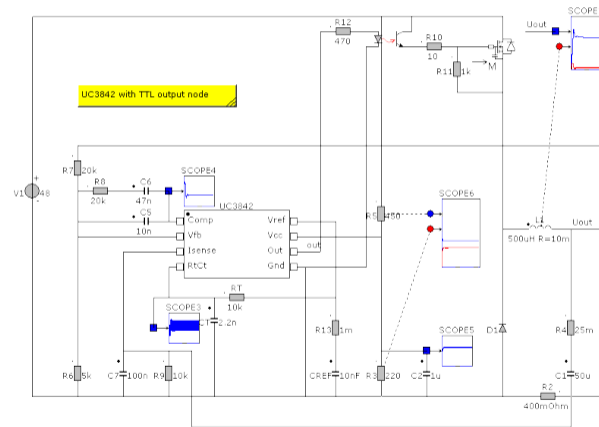 SCOPE
R12
470
Uout
R10
10
M
R11 1k
UC3842 with TTL output node
R7 20k
SCOPE4
R8
20k
C6
47n
V1 48
UC3842
SCOPE6
C5
10n
Comp
Vref
Vfb
Vcc
Isense
Out
out
RtCt
Gnd
450
L1
Uout
500uH R=10m
RT
10k
SCOPE3
CT 2.2n
R13 1m
SCOPE5
D1
R4 25m
R6 5k
C7 100n
R9 10k
CREF 10nF
R3 220
C2 1u
C1 50u
R2
400mOhm